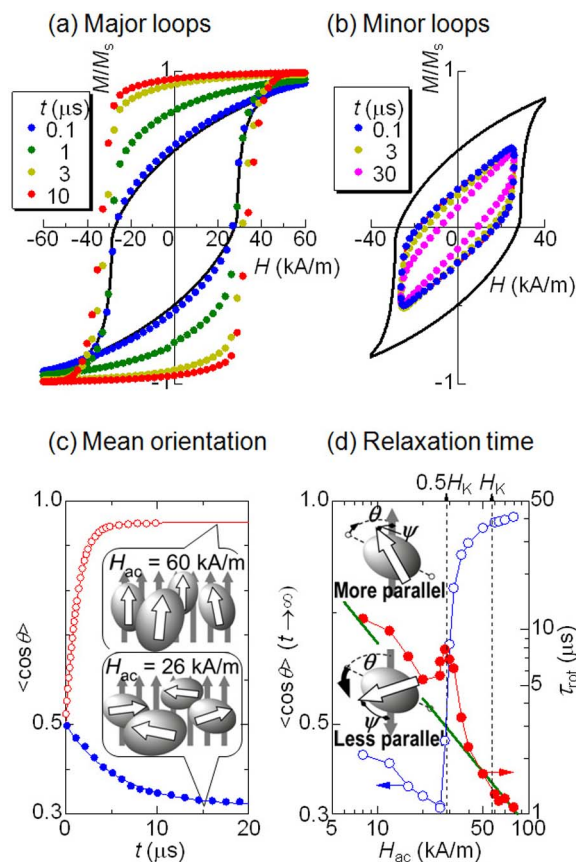 (a) Major loops
M/Ms
1
t (μs)
0.1
1
3
10
-60 -40 -20 0 20 40 60
H (kA/m)
-1
(b) Minor loops
M/Ms
1
t (μs)
0.1
3
30
-40 0 40
H (kA/m)
-1
(c) Mean orientation
1.0
<cos θ>
0.5
0.3
Hac = 60 kA/m
Hac = 26 kA/m
0 10 20
t (μs)
(d) Relaxation time
0.5HK HK
1.0 50
θ ψ
More parallel
<cos θ> (t → ∞)
10
τrot (μs)
5
θ
ψ
Less parallel
0.5
0.3 1
5 10 50 100
Hac (kA/m)